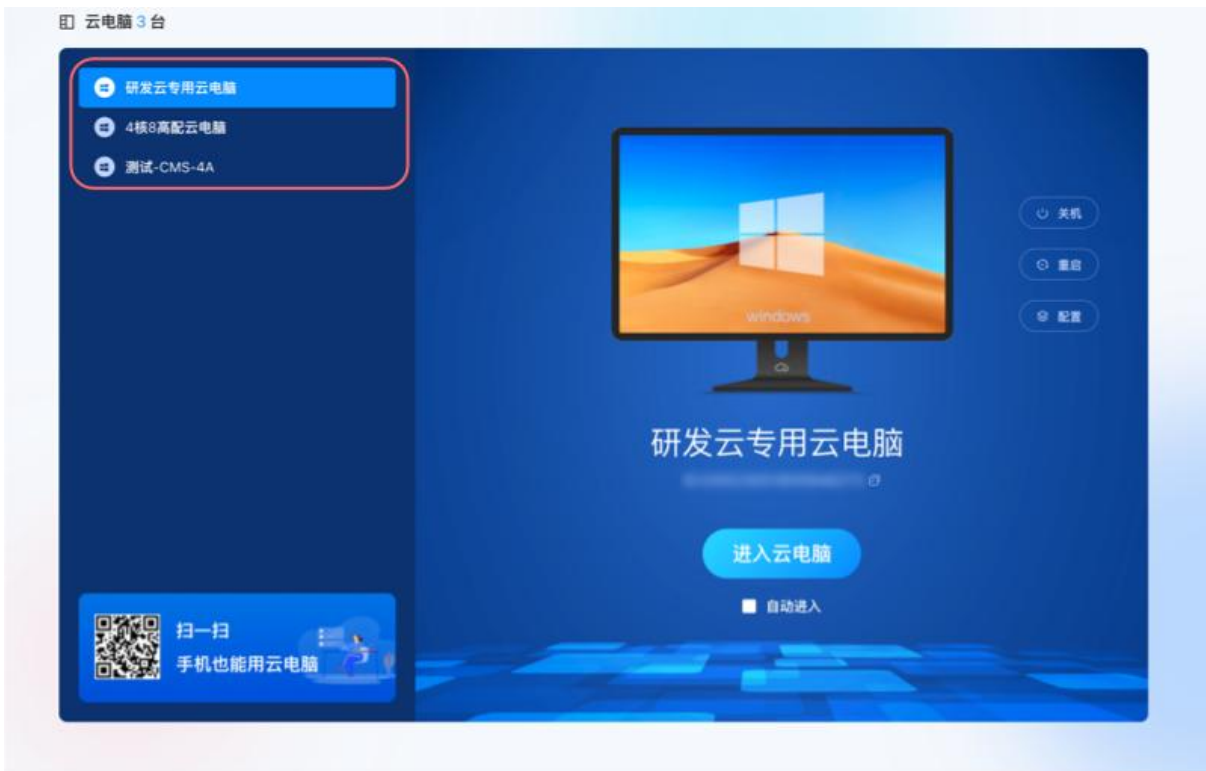 云电脑 3 台
研发云专用云电脑
4核8高配云电脑
测试-CMS-4A
windows
关机
重启
配置
研发云专用云电脑
进入云电脑
自动进入
扫一扫
手机也能用云电脑